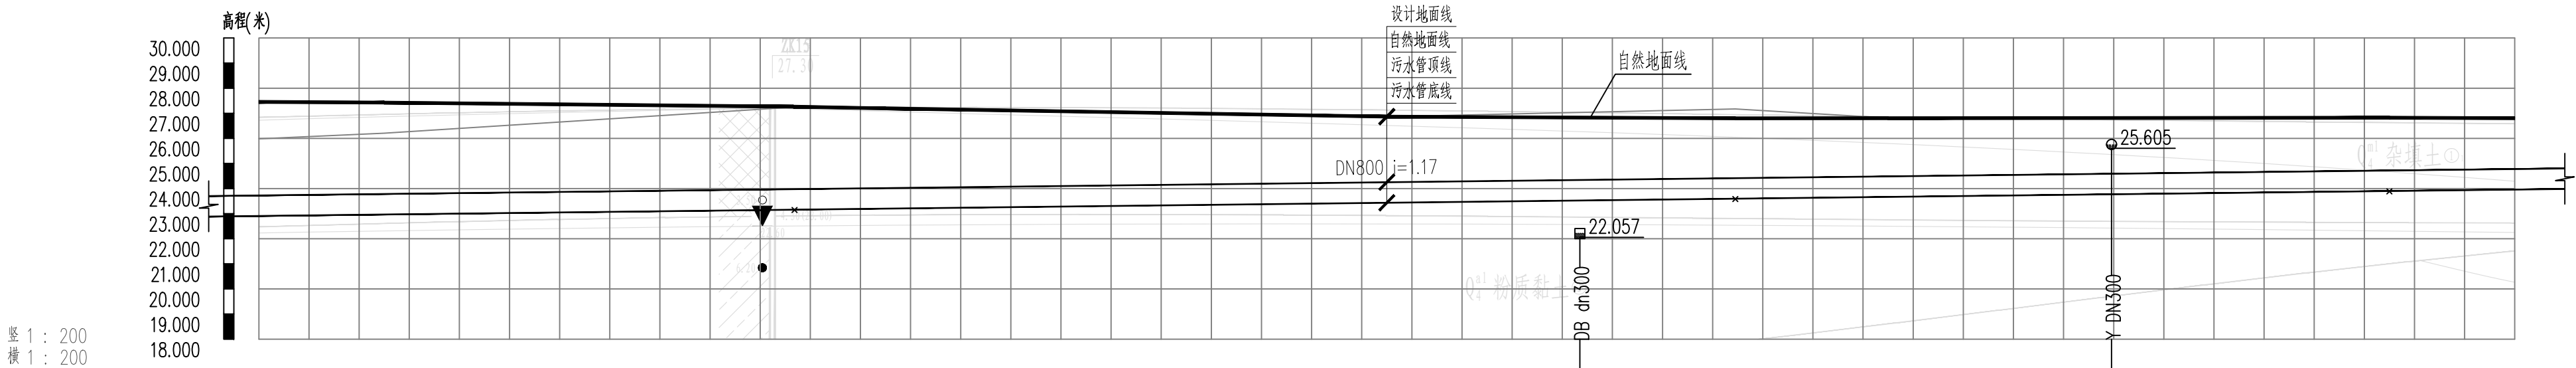 高程(米)
30.000
29.000
28.000
27.000
26.000
25.000
24.000
23.000
22.000
21.000
20.000
19.000
18.000
竖 1 : 200
横 1 : 200
ZK15
27.30
设计地面线
自然地面线
污水管顶线
污水管底线
自然地面线
DN800 i=1.17
25.605
22.057
Q4ml 杂填土①
Q4ml 粉质黏土
DB dn300
Y DN300